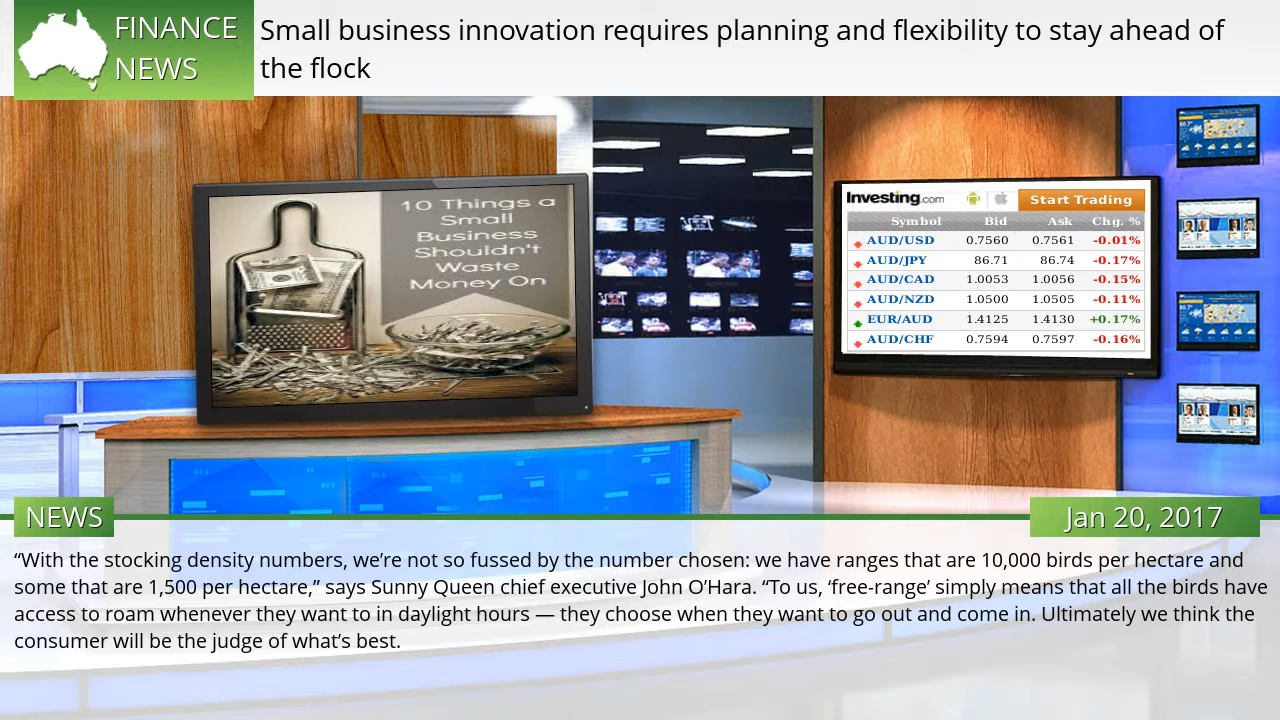 FINANCE
NEWS
Small business innovation requires planning and flexibility to stay ahead of
the flock
10 Things a
Small
Business
Shouldn't
Waste
Money On
Investing.com
Start Trading
Symbol Bid Ask Chg. %
AUD/USD 0.7560 0.7561 -0.01%
AUD/JPY 86.71 86.74 -0.17%
AUD/CAD 1.0053 1.0056 -0.15%
AUD/NZD 1.0500 1.0505 -0.11%
EUR/AUD 1.4125 1.4130 +0.17%
AUD/CHF 0.7594 0.7597 -0.16%
NEWS
Jan 20, 2017
“With the stocking density numbers, we’re not so fussed by the number chosen: we have ranges that are 10,000 birds per hectare and
some that are 1,500 per hectare,” says Sunny Queen chief executive John O’Hara. “To us, ‘free-range’ simply means that all the birds have
access to roam whenever they want to in daylight hours — they choose when they want to go out and come in. Ultimately we think the
consumer will be the judge of what’s best.